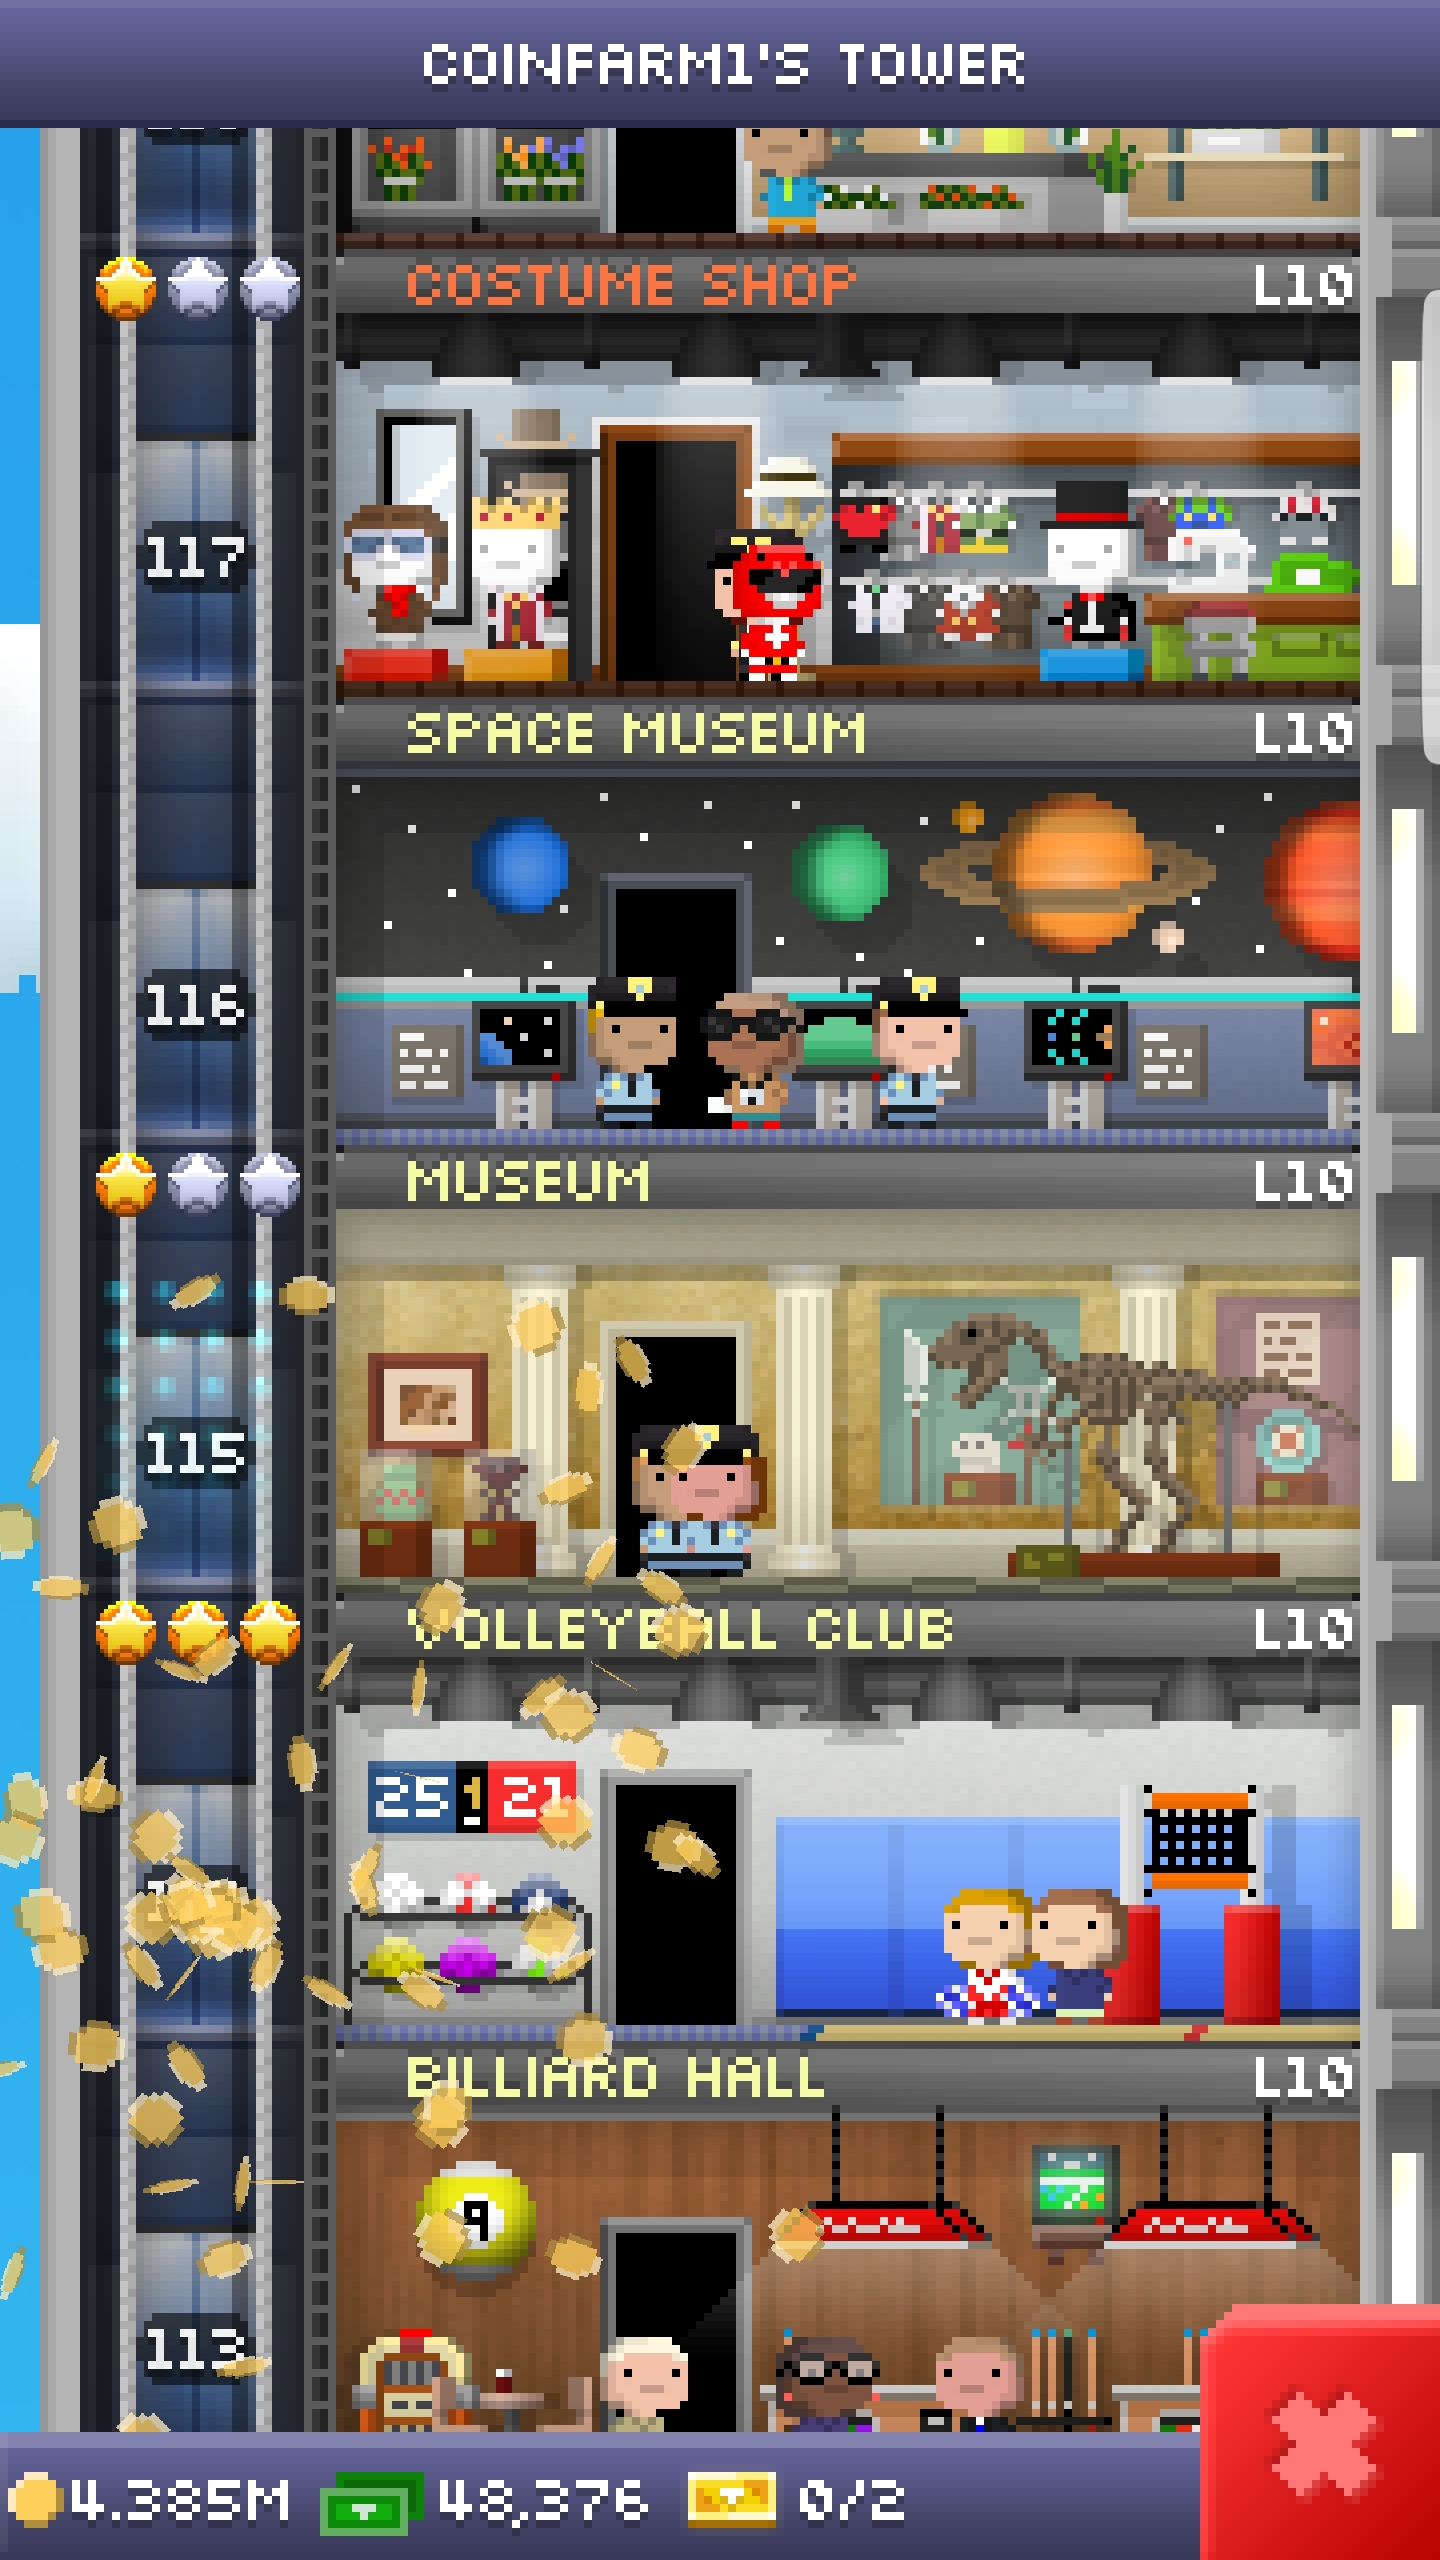 COINFARM1'S TOWER
COSTUME SHOP L10
117
SPACE MUSEUM L10
116
MUSEUM L10
115
VOLLEYBALL CLUB L10
25 1 21
BILLIARD HALL L10
9
113
4.385M 48,376 0/2